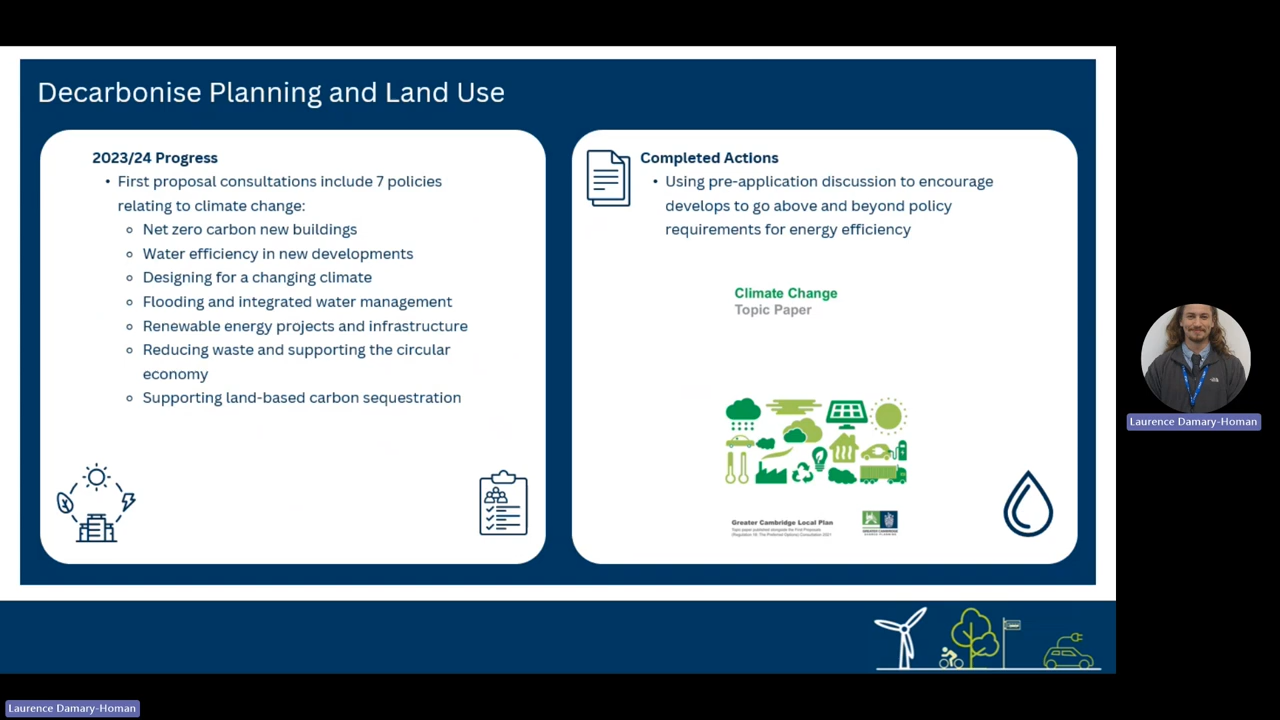 Decarbonise Planning and Land Use
2023/24 Progress
• First proposal consultations include 7 policies
relating to climate change:
Net zero carbon new buildings
Water efficiency in new developments
Designing for a changing climate
Flooding and integrated water management
Renewable energy projects and infrastructure
Reducing waste and supporting the circular
economy
Supporting land-based carbon sequestration
Completed Actions
• Using pre-application discussion to encourage
develops to go above and beyond policy
requirements for energy efficiency
Climate Change
Topic Paper
Greater Cambridge Local Plan
Laurence Damary-Homan
Laurence Damary-Homan